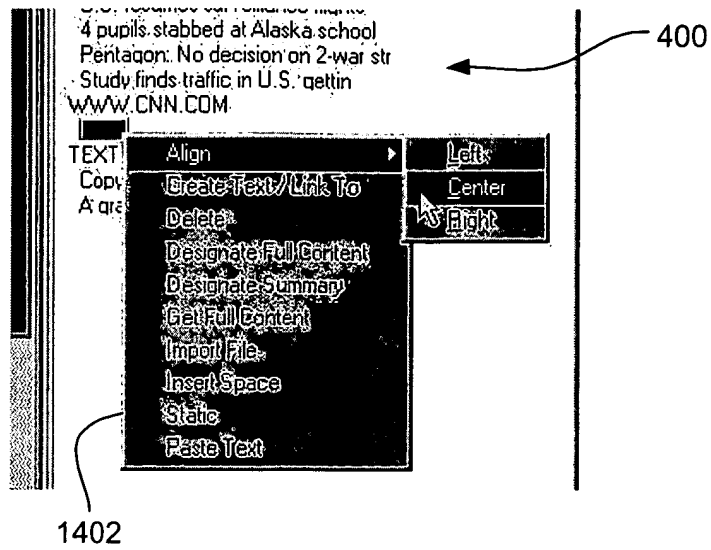 4 pupils stabbed at Alaska school
Pentagon: No decision on 2-war str
Study finds traffic in U.S. gettin
WWW.CNN.COM
TEXT
Copy
A gra
400
Align
Create Text / Link To
Delete
Designate Full Content
Designate Summary
Get Full Content
Import File
Insert Space
Static
Paste Text
Left
Center
Right
1402